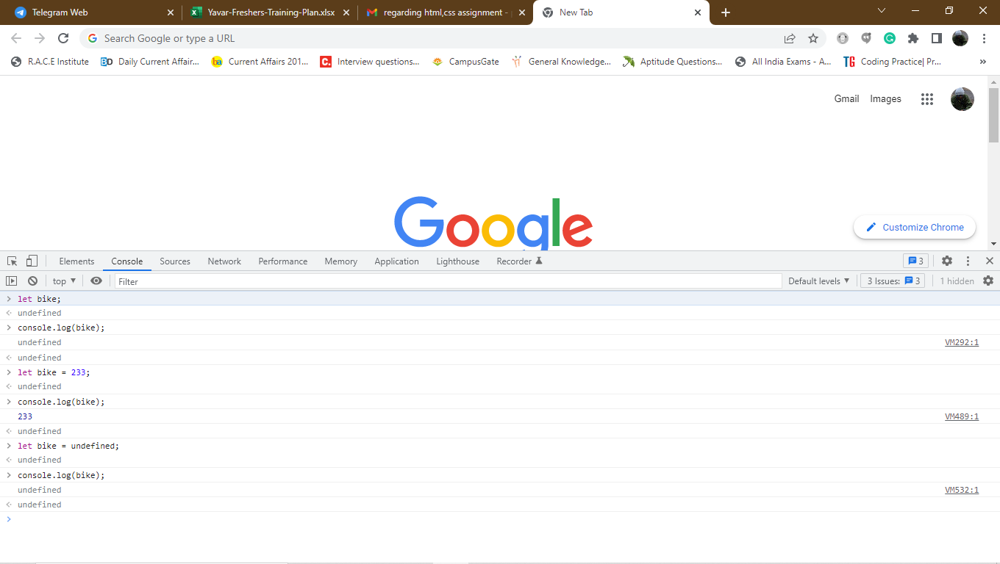 Telegram Web
Yavar-Freshers-Training-Plan.xlsx
regarding html,css assignment -
New Tab
Search Google or type a URL
R.A.C.E Institute
BD Daily Current Affair...
ba Current Affairs 201...
C. Interview questions...
CampusGate
General Knowledge...
Aptitude Questions...
All India Exams - A...
TG Coding Practice| Pr...
»
Gmail Images
Google
Customize Chrome
Elements Console Sources Network Performance Memory Application Lighthouse Recorder 3
top Filter Default levels 3 Issues: 3 1 hidden
let bike;
undefined
console.log(bike);
undefined VM292:1
undefined
let bike = 233;
undefined
console.log(bike);
233 VM489:1
undefined
let bike = undefined;
undefined
console.log(bike);
undefined VM532:1
undefined